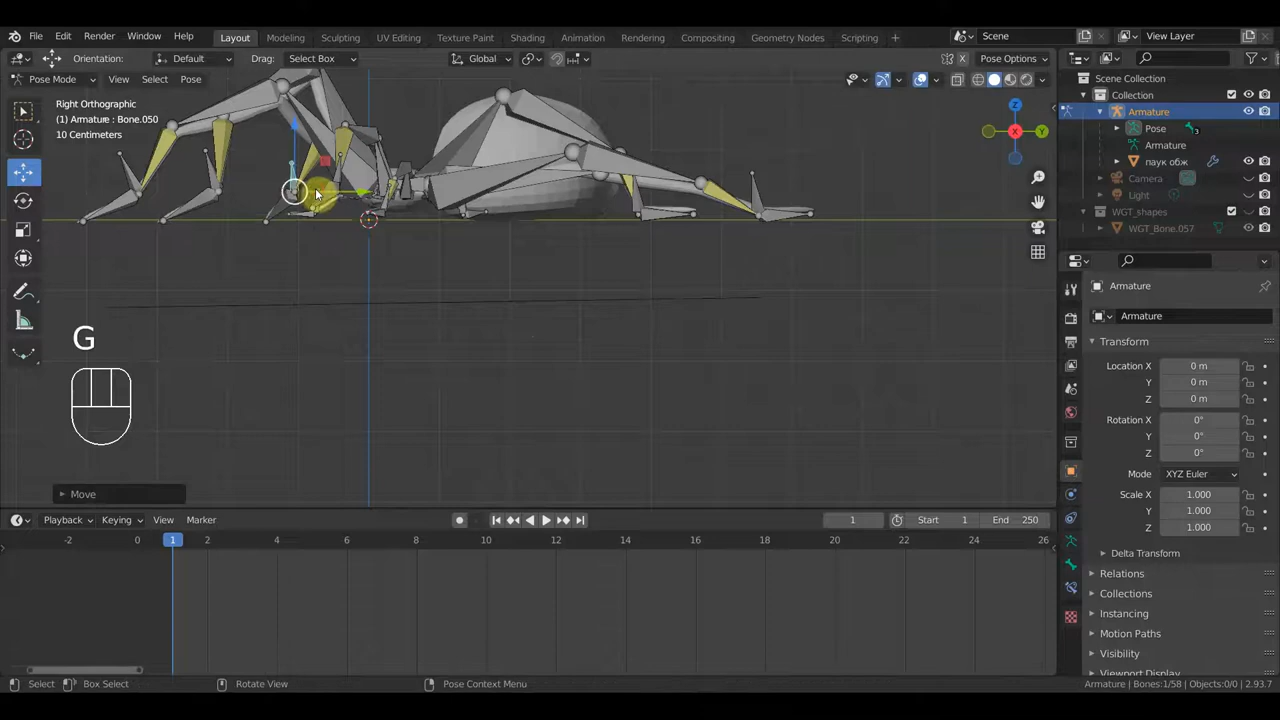 File Edit Render Window Help Layout Modeling Sculpting UV Editing Texture Paint Shading Animation Rendering Compositing Geometry Nodes Scripting + Scene View Layer
Orientation: Default Drag: Select Box Global Pose Options
Pose Mode View Select Pose
Scene Collection
Collection
Armature
Pose 3
Armature
паук обж
Camera
Light
WGT_shapes
WGT_Bone.057
Right Orthographic
(1) Armature : Bone.050
10 Centimeters
X
Y
Z
G
Move
Armature
Armature
Transform
Location X 0 m
Y 0 m
Z 0 m
Rotation X 0°
Y 0°
Z 0°
Mode XYZ Euler
Scale X 1.000
Y 1.000
Z 1.000
Delta Transform
Relations
Collections
Instancing
Motion Paths
Visibility
Viewport Display
Playback Keying View Marker 1 Start 1 End 250
-2 0 1 2 4 6 8 10 12 14 16 18 20 22 24 26
Select Box Select Rotate View Pose Context Menu Armature | Bones:1/58 | Objects:0/0 | 2.93.7